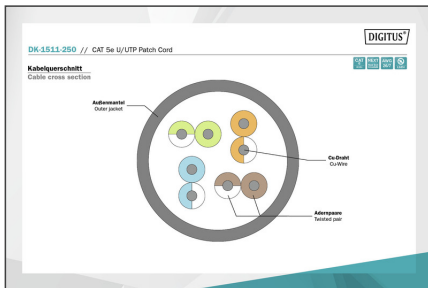 DIGITUS®
DK-1511-250 // CAT 5e U/UTP Patch Cord
Kabelquerschnitt
Cable cross section
Außenmantel
Outer jacket
Cu-Draht
Cu-Wire
Adernpaare
Twisted pair